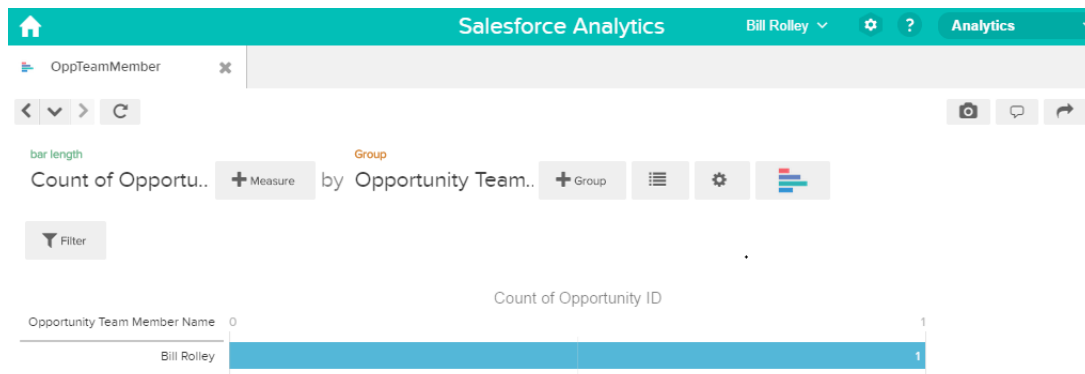 Salesforce Analytics Bill Rolley ? Analytics
OppTeamMember
bar length Group
Count of Opportu.. Measure by Opportunity Team.. Group
Filter
Count of Opportunity ID
Opportunity Team Member Name 0 1
Bill Rolley 1